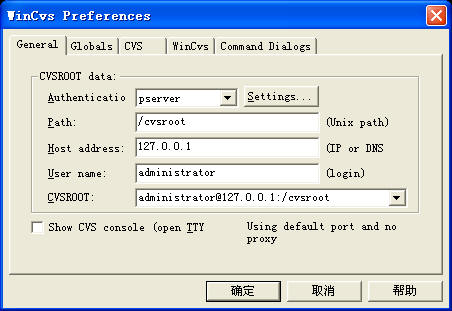 WinCvs Preferences
General Globals CVS WinCvs Command Dialogs
CVSROOT data:
Authenticatio pserver Settings...
Path: /cvsroot (Unix path)
Host address: 127.0.0.1 (IP or DNS
User name: administrator (login)
CVSROOT: administrator@127.0.0.1:/cvsroot
Show CVS console (open TTY Using default port and no
proxy
确定 取消 帮助